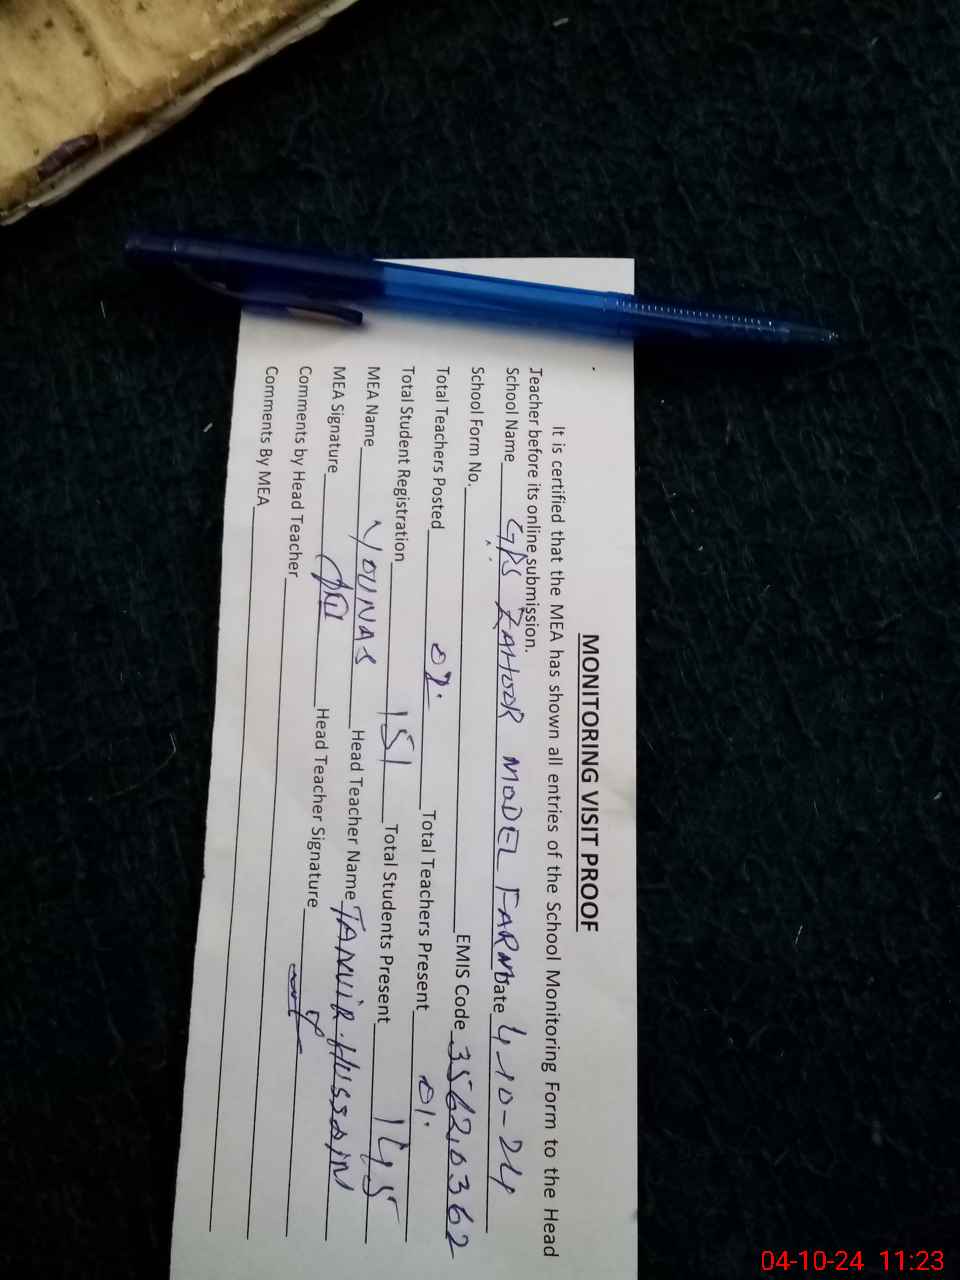 MONITORING VISIT PROOF
It is certified that the MEA has shown all entries of the School Monitoring Form to the Head
Teacher before its online submission.
School Name GPS ZAHOOR MODEL FARM Date 4-10-24
School Form No. EMIS Code 35620362
Total Teachers Posted Total Teachers Present
Total Student Registration 151 Total Students Present 145
MEA Name YOUNAS Head Teacher Name TANVIR HUSSAIN
MEA Signature Head Teacher Signature
Comments by Head Teacher
Comments By MEA
04-10-24 11:23